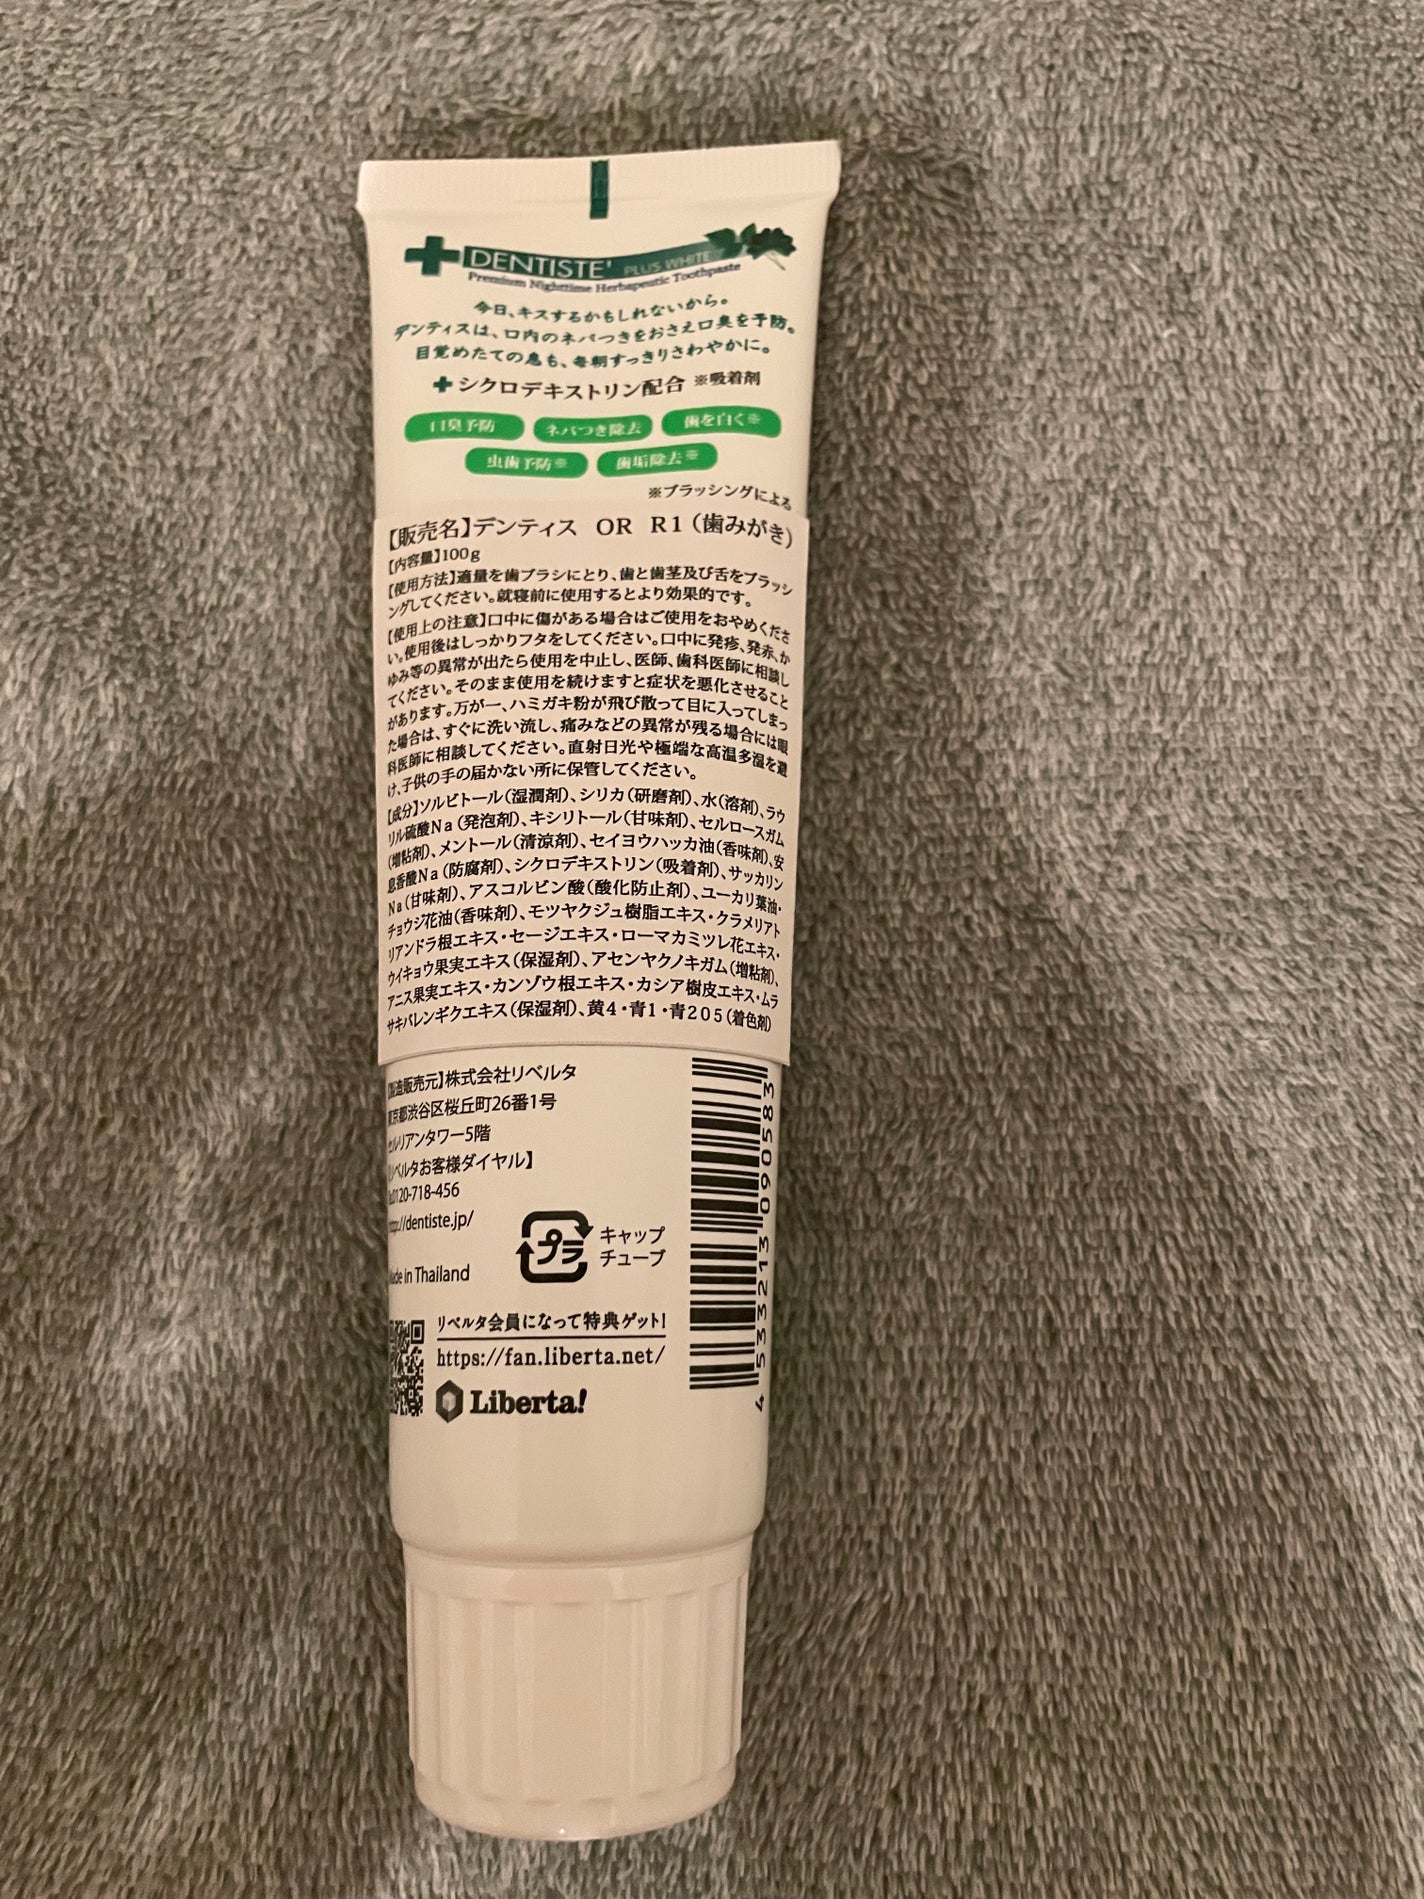 DENTISTE' PLUS WHITE
Premium Nighttime Herbapeutic Toothpaste
今日、キスするかもしれないから。
デンティスは、口内のネバつきをおさえ口臭を予防。
目覚めたての息も、毎朝すっきりさわやかに。
シクロデキストリン配合 ※吸着剤
口臭予防 ネバつき除去 歯を白く※
虫歯予防※ 歯垢除去※
※ブラッシングによる
【販売名】デンティス OR R1（歯みがき）
【内容量】100g
【使用方法】適量を歯ブラシにとり、歯と歯茎及び舌をブラッシ
ングしてください。就寝前に使用するとより効果的です。
【使用上の注意】口中に傷がある場合はご使用をおやめくださ
い。使用後はしっかりフタをしてください。口中に発疹、発赤、か
ゆみ等の異常が出たら使用を中止し、医師、歯科医師に相談し
てください。そのまま使用を続けますと症状を悪化させること
があります。万が一、ハミガキ粉が飛び散って目に入ってしまっ
た場合は、すぐに洗い流し、痛みなどの異常が残る場合には眼
科医師に相談してください。直射日光や極端な高温多湿を避
け、子供の手の届かない所に保管してください。
【成分】ソルビトール（湿潤剤）、シリカ（研磨剤）、水（溶剤）、ラウ
リル硫酸Na（発泡剤）、キシリトール（甘味剤）、セルロースガム
（増粘剤）、メントール（清涼剤）、セイヨウハッカ油（香味剤）、安
息香酸Na（防腐剤）、シクロデキストリン（吸着剤）、サッカリン
Na（甘味剤）、アスコルビン酸（酸化防止剤）、ユーカリ葉油・
チョウジ花油（香味剤）、モツヤクジュ樹脂エキス・クラメリアト
リアンドラ根エキス・セージエキス・ローマカミツレ花エキス・
ウイキョウ果実エキス（保湿剤）、アセンヤクノキガム（増粘剤）、
アニス果実エキス・カンゾウ根エキス・カシア樹皮エキス・ムラ
サキバレンギクエキス（保湿剤）、黄4・青1・青205（着色剤）
造販売元】株式会社リベルタ
京都渋谷区桜丘町26番1号
セルリアンタワー5階
リベルタお客様ダイヤル】
0120-718-456
http://dentiste.jp/
Made in Thailand
プラ
キャップ
チューブ
リベルタ会員になって特典ゲット!
https://fan.liberta.net/
Liberta!
4 533213 090583